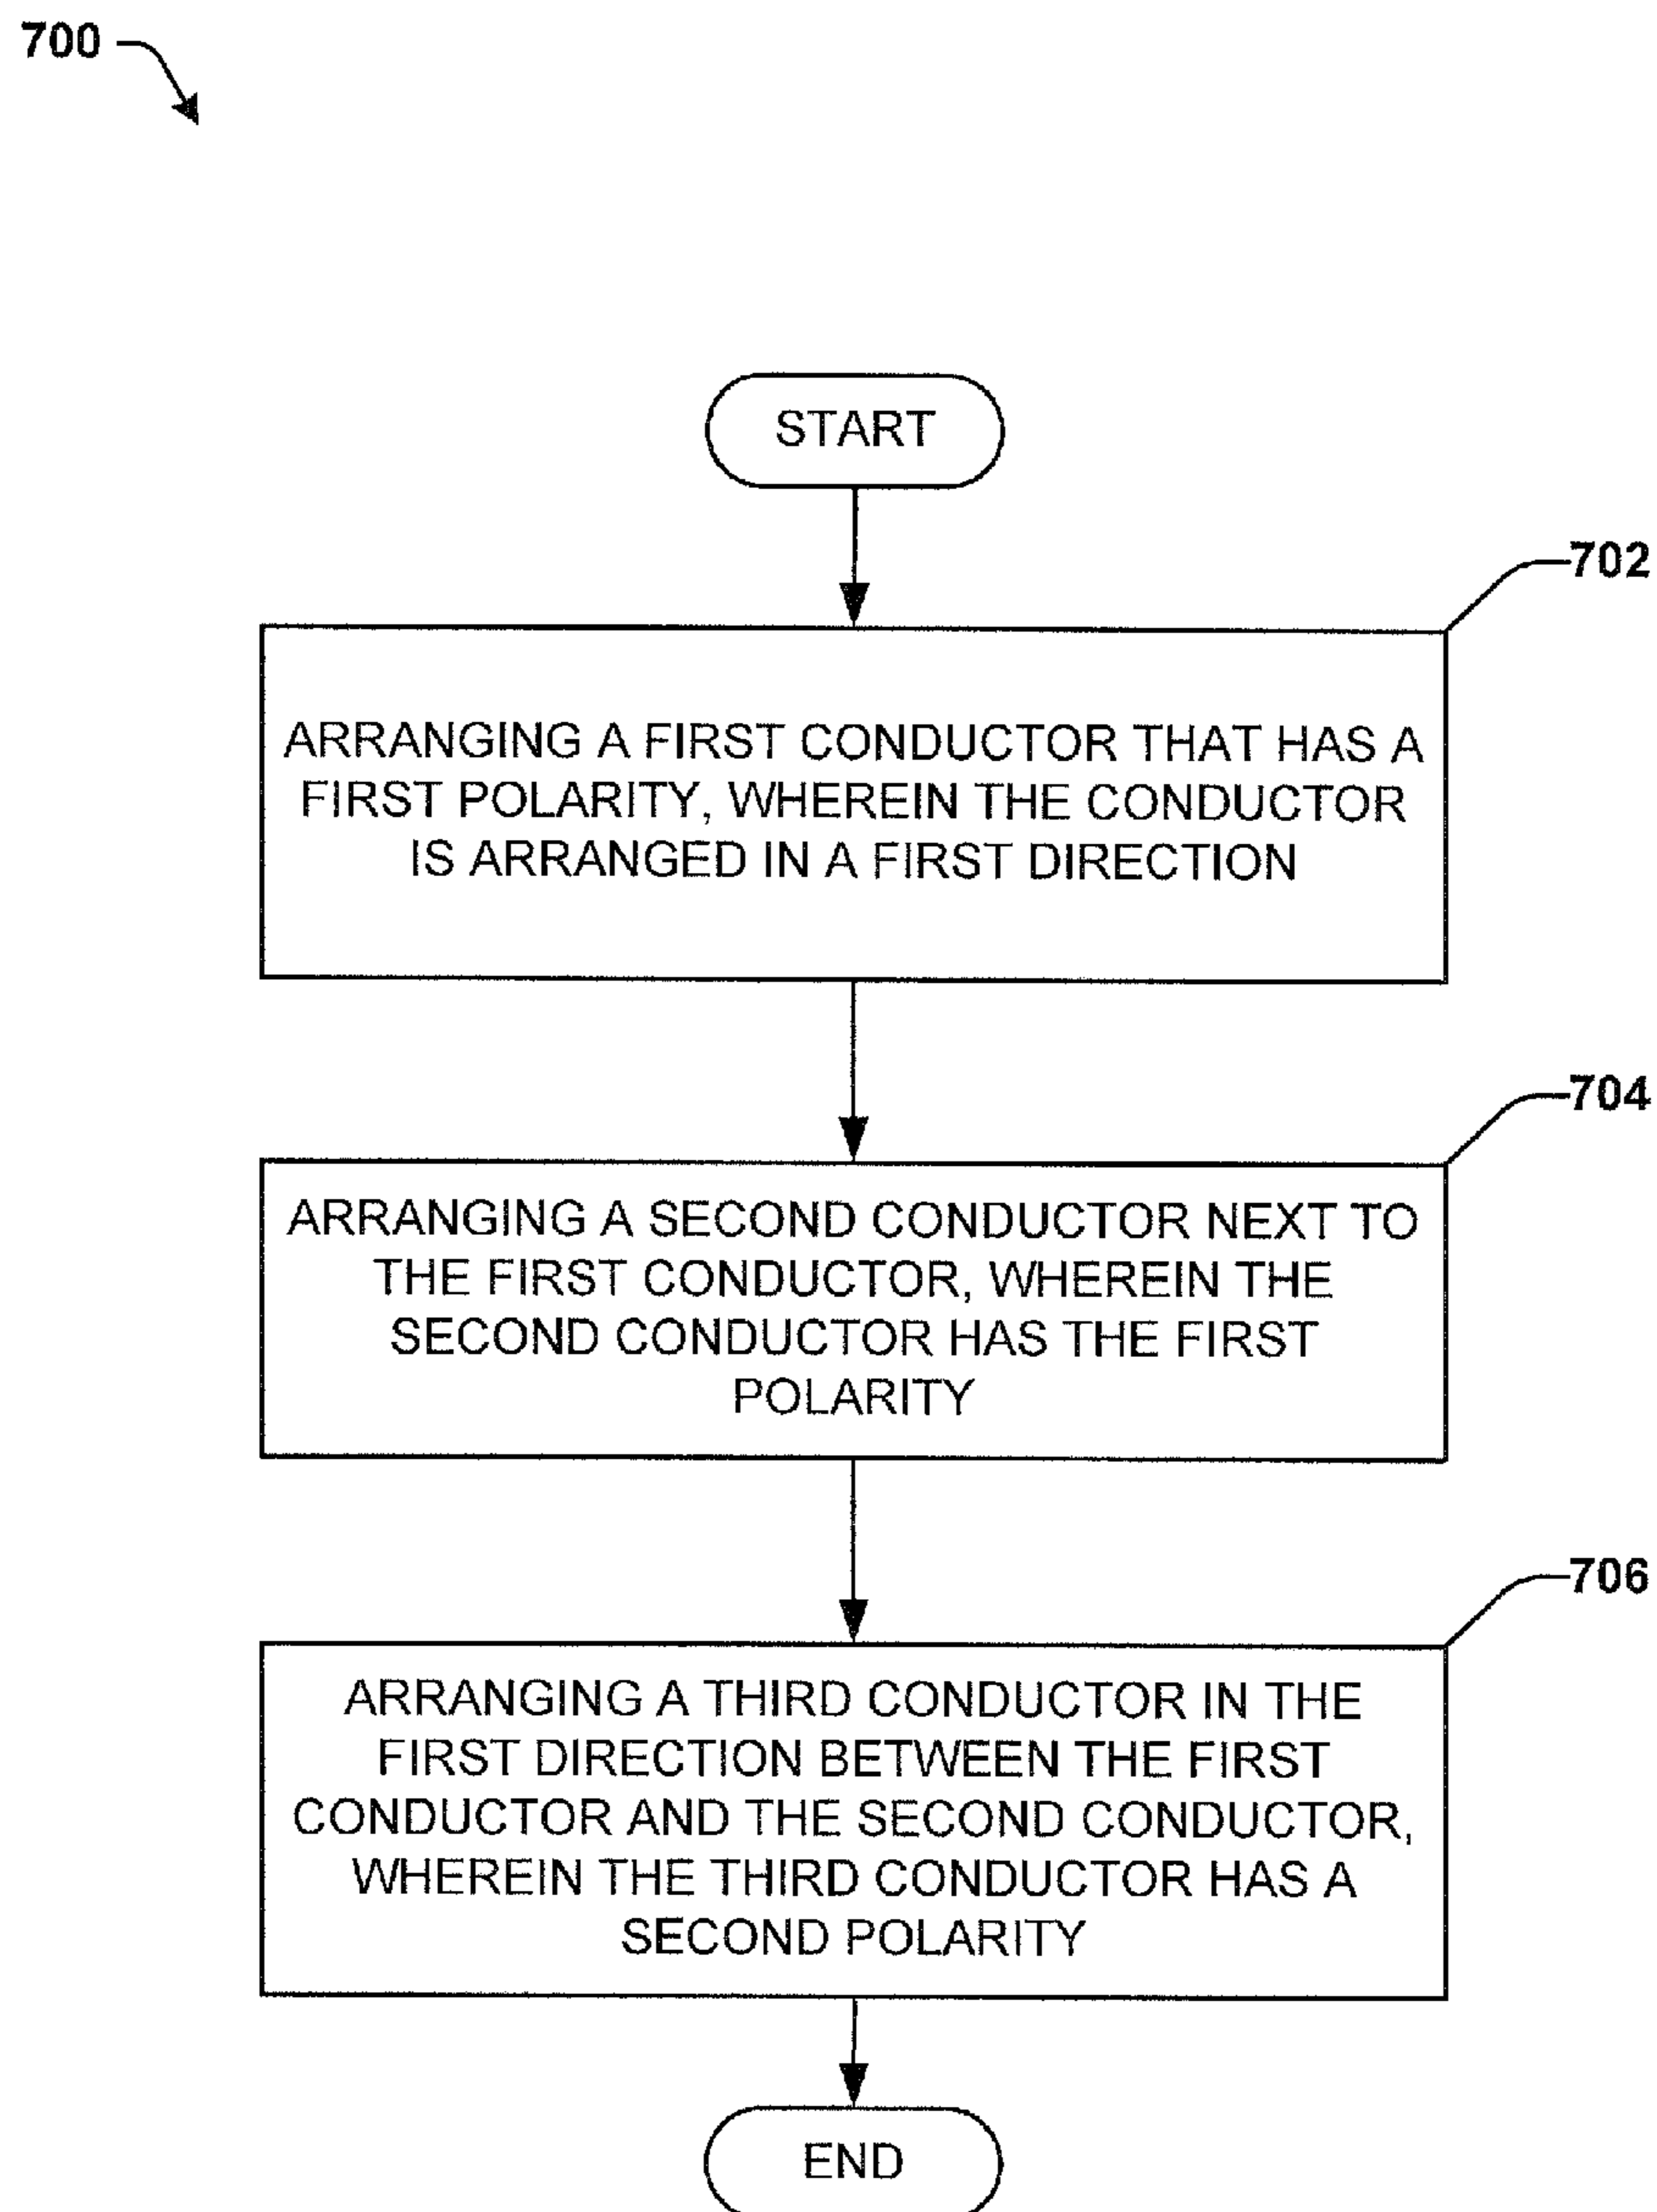 700
START
702
ARRANGING A FIRST CONDUCTOR THAT HAS A
FIRST POLARITY, WHEREIN THE CONDUCTOR
IS ARRANGED IN A FIRST DIRECTION
704
ARRANGING A SECOND CONDUCTOR NEXT TO
THE FIRST CONDUCTOR, WHEREIN THE
SECOND CONDUCTOR HAS THE FIRST
POLARITY
706
ARRANGING A THIRD CONDUCTOR IN THE
FIRST DIRECTION BETWEEN THE FIRST
CONDUCTOR AND THE SECOND CONDUCTOR,
WHEREIN THE THIRD CONDUCTOR HAS A
SECOND POLARITY
END